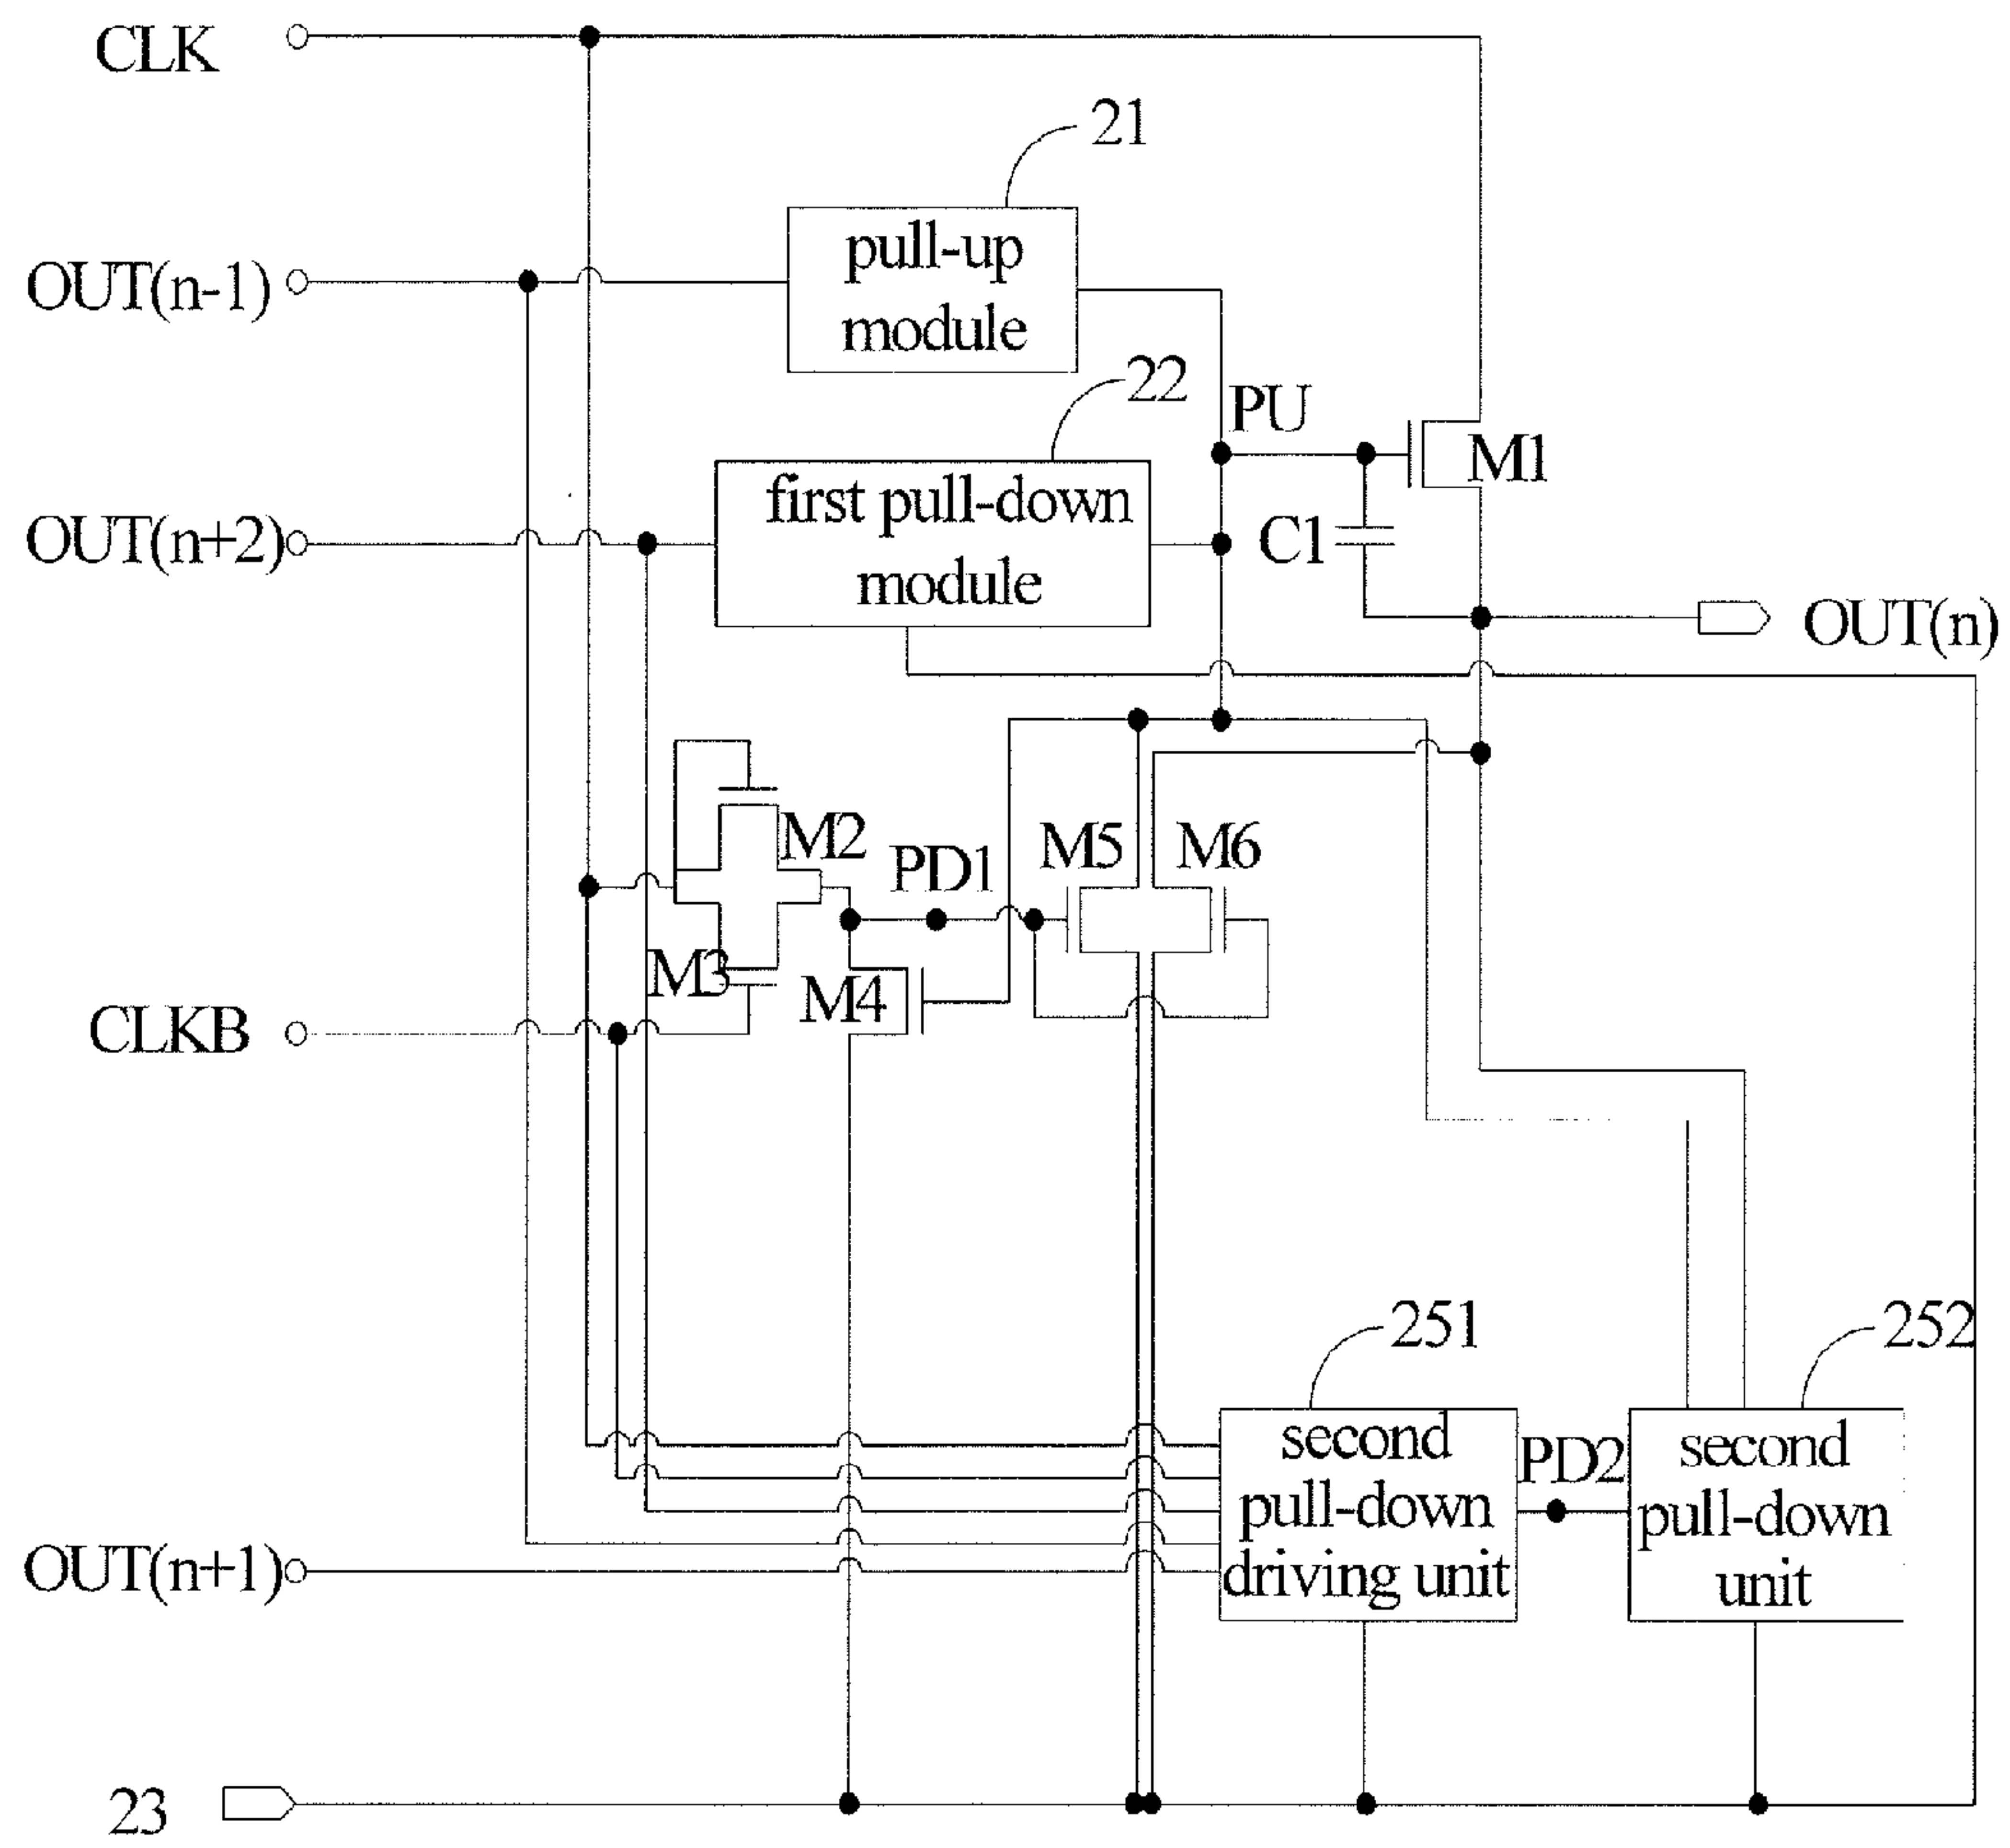 CLK
21
OUT(n-1)
pull-up
module
22
PU
M1
OUT(n+2)
first pull-down
module
C1
OUT(n)
M2
PD1
M5
M6
M3
M4
CLKB
251
252
second
pull-down
driving unit
PD2
second
pull-down
unit
OUT(n+1)
23